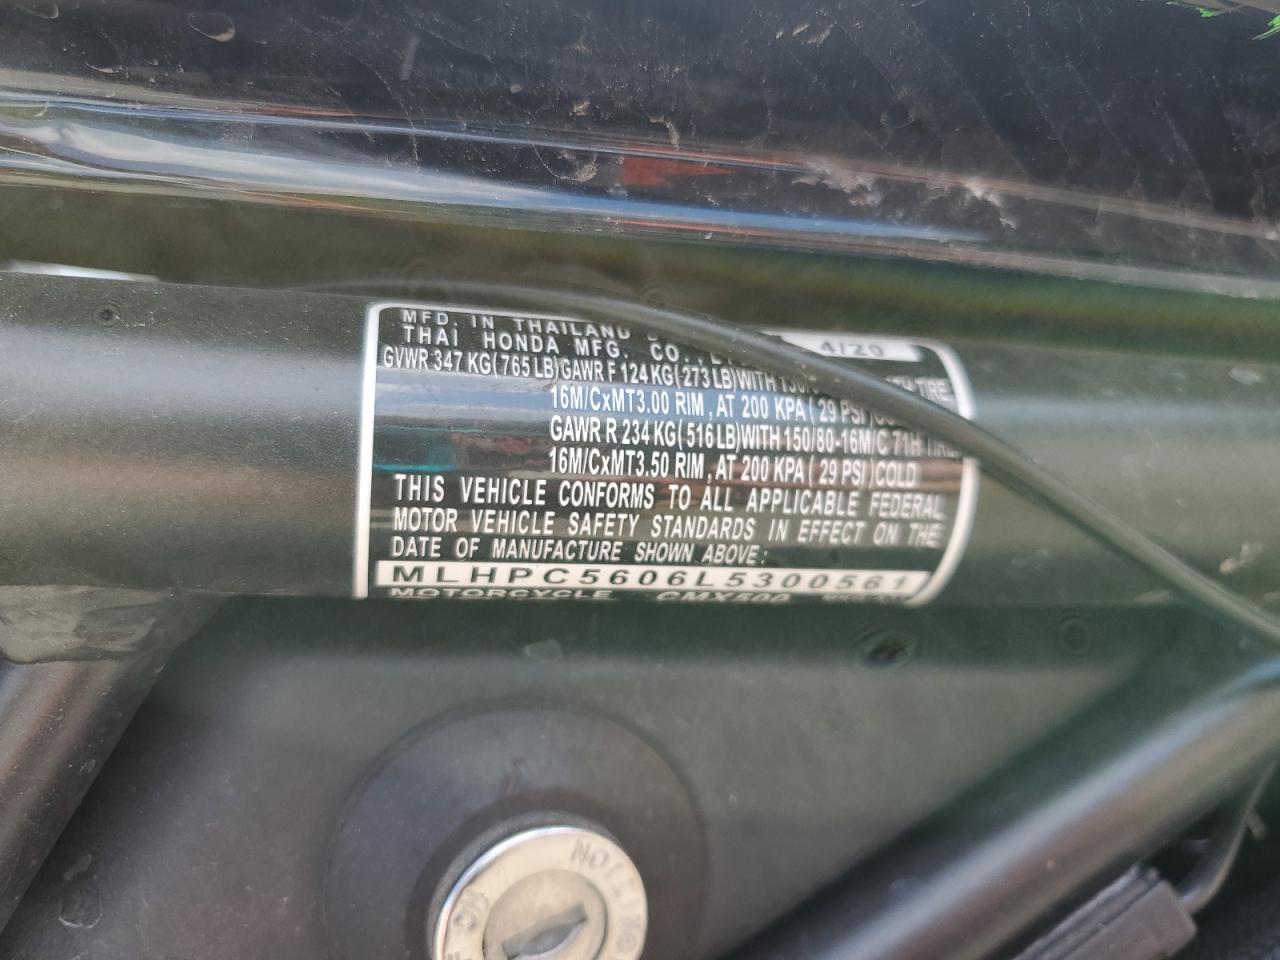 MFD. IN THAILAND 4/20
THAI HONDA MFG. CO.,
GVWR 347 KG(765 LB)GAWR F 124 KG(273 LB)WITH TIRE,
16M/CxMT3.00 RIM, AT 200 KPA (29 PSI)
GAWR R 234 KG(516 LB)WITH 150/80-16M/C 71H TIRE,
16M/CxMT3.50 RIM, AT 200 KPA (29 PSI)COLD
THIS VEHICLE CONFORMS TO ALL APPLICABLE FEDERAL
MOTOR VEHICLE SAFETY STANDARDS IN EFFECT ON THE
DATE OF MANUFACTURE SHOWN ABOVE:
MLHPC5606L5300561
MOTORCYCLE CMX500